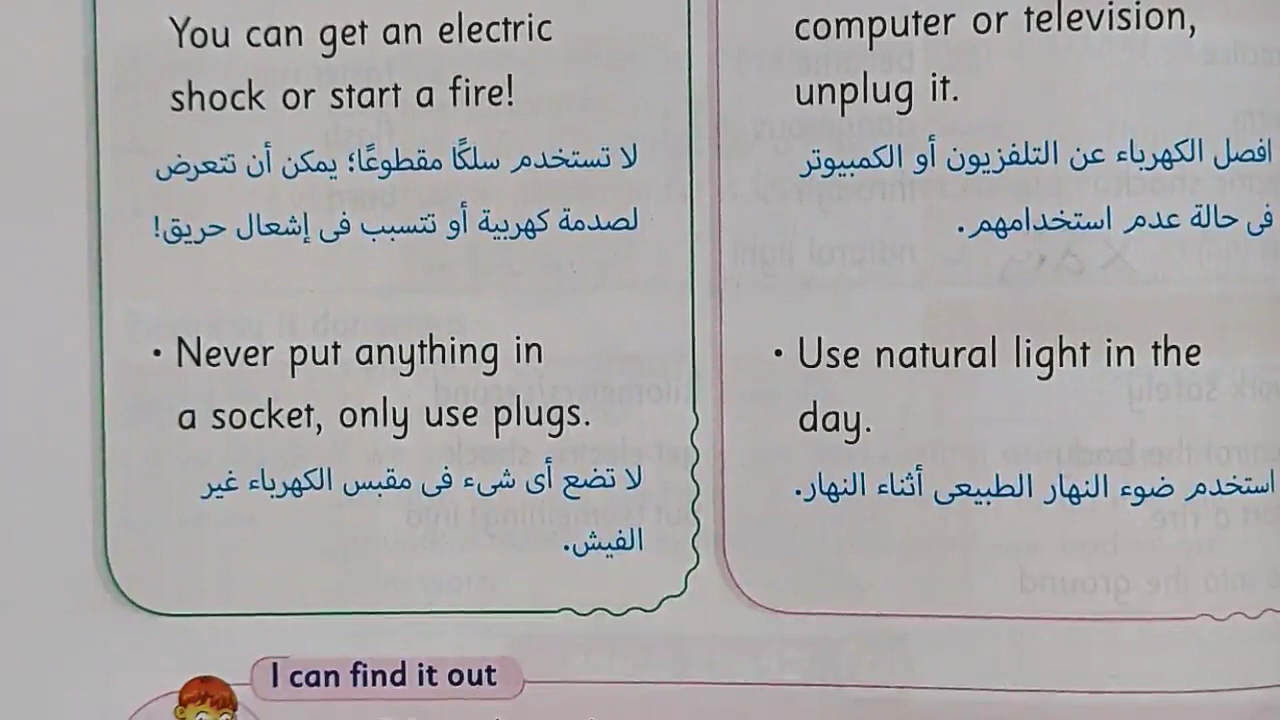 You can get an electric
shock or start a fire!
لا تستخدم سلكًا مقطوعًا؛ يمكن أن تتعرض
لصدمة كهربية أو تتسبب فى إشعال حريق!
• Never put anything in
a socket, only use plugs.
لا تضع أى شىء فى مقبس الكهرباء غير
الفيش.
computer or television,
unplug it.
افصل الكهرباء عن التلفزيون أو الكمبيوتر
فى حالة عدم استخدامهم.
• Use natural light in the
day.
استخدم ضوء النهار الطبيعى أثناء النهار.
I can find it out